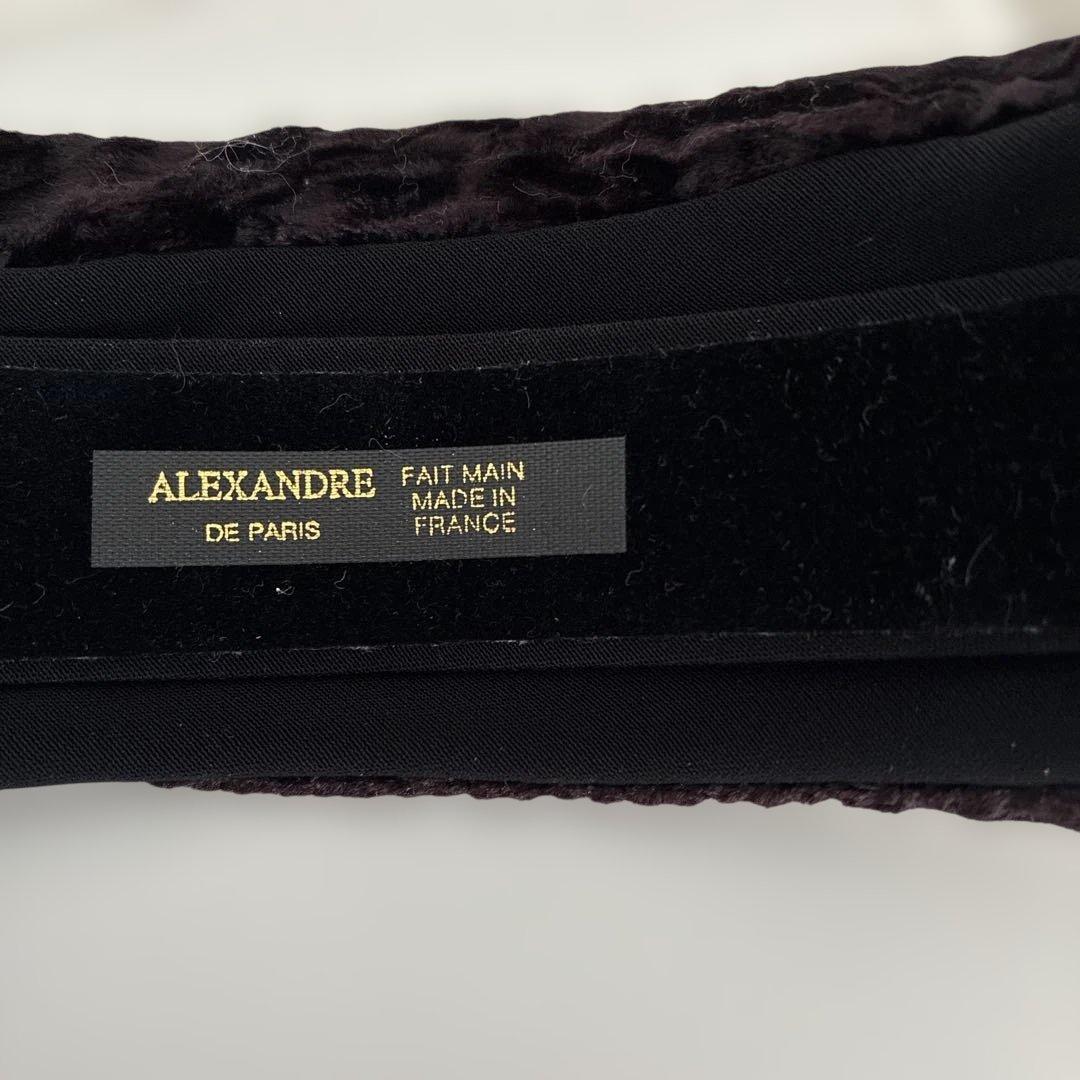 ALEXANDRE
DE PARIS
FAIT MAIN
MADE IN
FRANCE